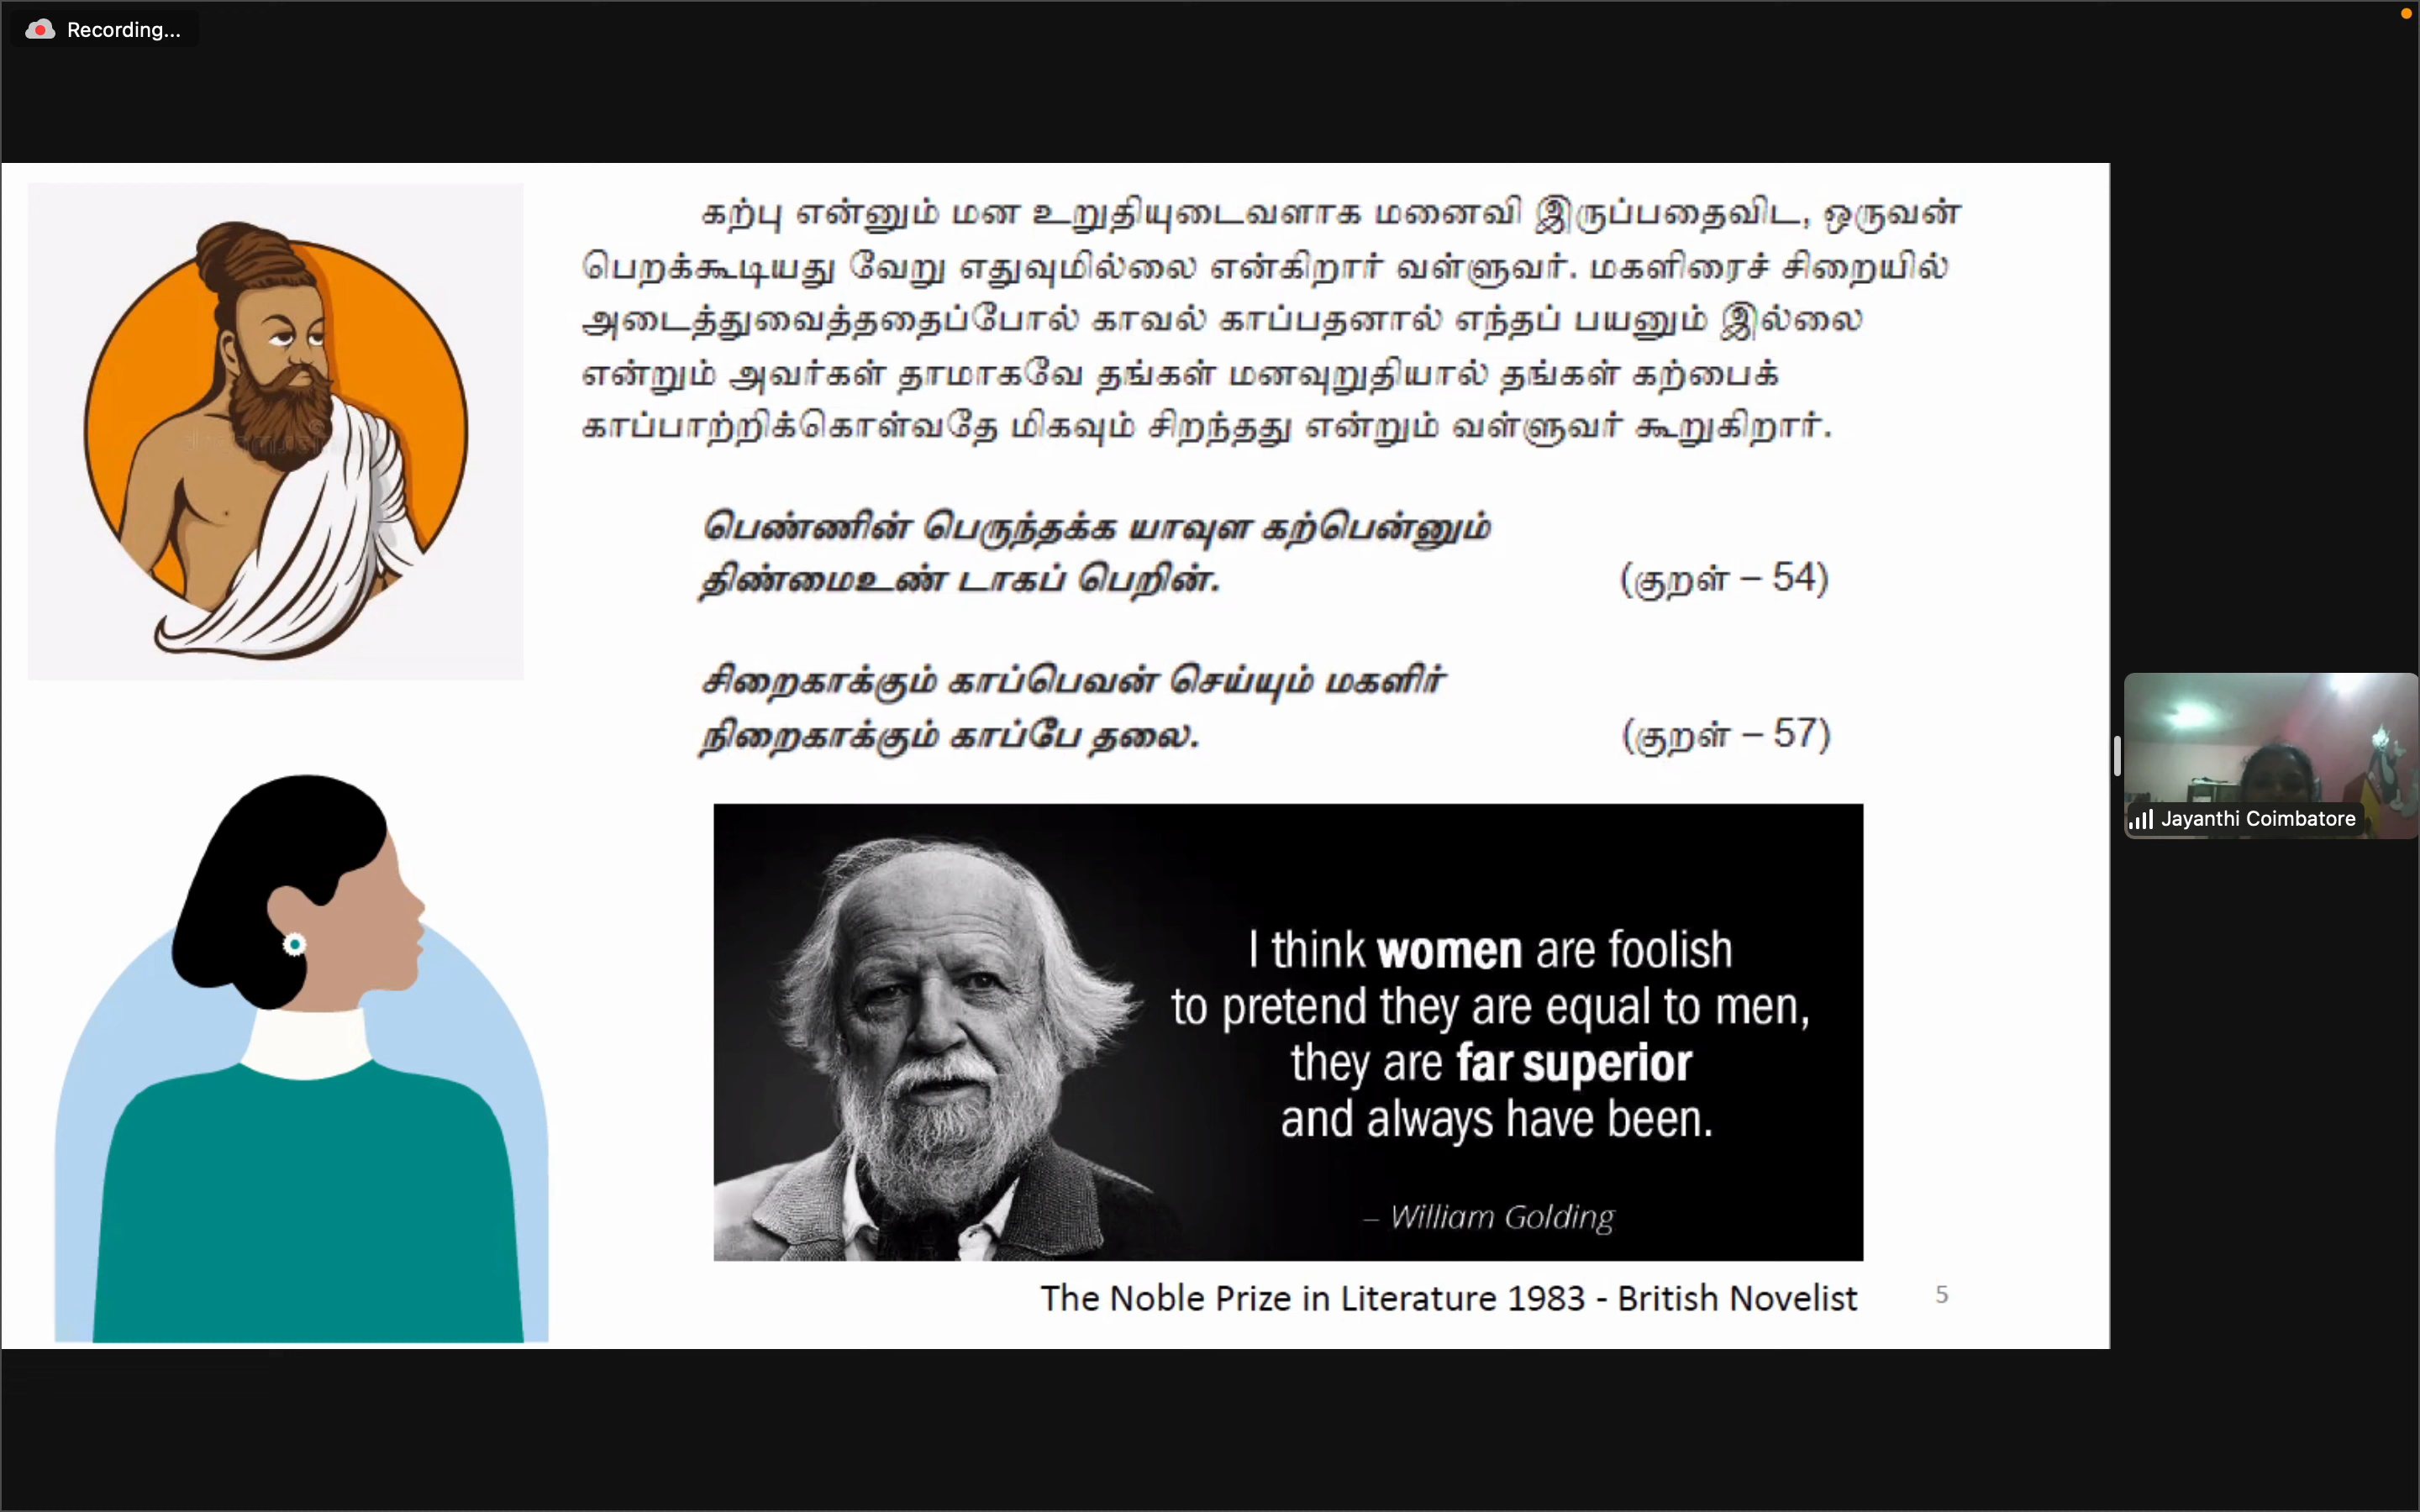 Recording...
கற்பு என்னும் மன உறுதியுடைவளாக மனைவி இருப்பதைவிட, ஒருவன்
பெறக்கூடியது வேறு எதுவுமில்லை என்கிறார் வள்ளுவர். மகளிரைச் சிறையில்
அடைத்துவைத்ததைப்போல் காவல் காப்பதனால் எந்தப் பயனும் இல்லை
என்றும் அவர்கள் தாமாகவே தங்கள் மனவுறுதியால் தங்கள் கற்பைக்
காப்பாற்றிக்கொள்வதே மிகவும் சிறந்தது என்றும் வள்ளுவர் கூறுகிறார்.
பெண்ணின் பெருந்தக்க யாவுள கற்பென்னும்
திண்மைஉண் டாகப் பெறின். (குறள் – 54)
சிறைகாக்கும் காப்பெவன் செய்யும் மகளிர்
நிறைகாக்கும் காப்பே தலை. (குறள் – 57)
I think women are foolish
to pretend they are equal to men,
they are far superior
and always have been.
– William Golding
The Noble Prize in Literature 1983 - British Novelist
5
Jayanthi Coimbatore